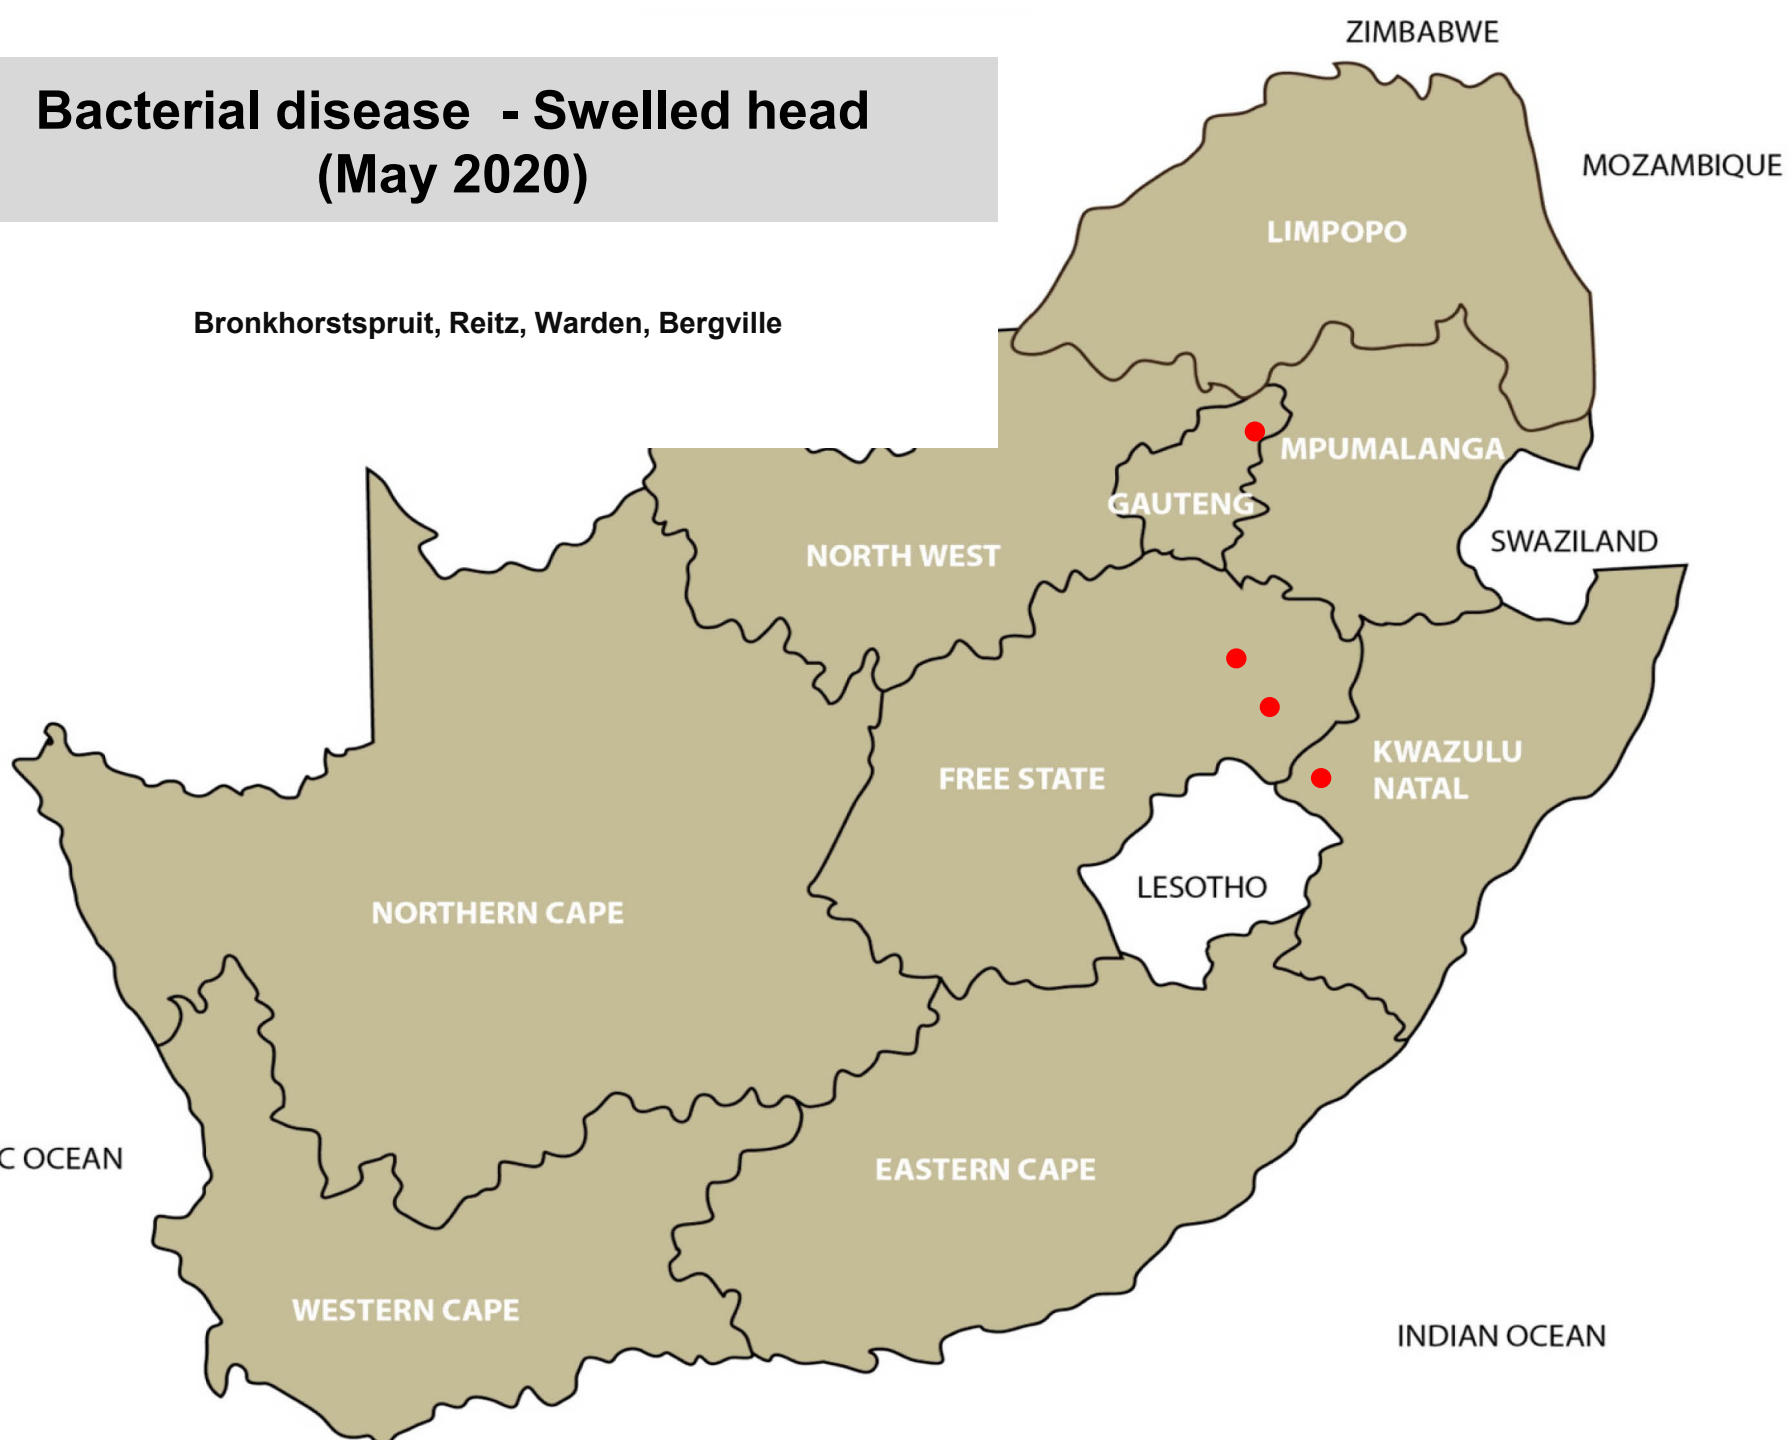 Bacterial disease - Swelled head
(May 2020)
Bronkhorstspruit, Reitz, Warden, Bergville
ZIMBABWE
MOZAMBIQUE
LIMPOPO
MPUMALANGA
GAUTENG
SWAZILAND
NORTH WEST
KWAZULU
NATAL
FREE STATE
LESOTHO
NORTHERN CAPE
C OCEAN
EASTERN CAPE
WESTERN CAPE
INDIAN OCEAN